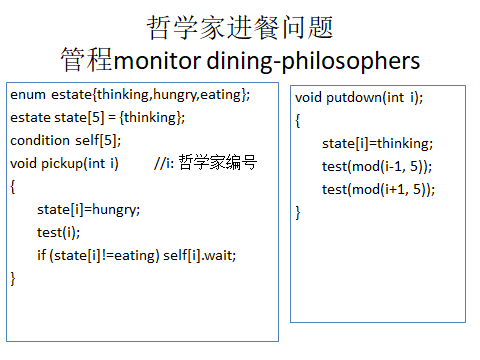 哲学家进餐问题
管程monitor dining-philosophers
enum estate{thinking,hungry,eating};
estate state[5] = {thinking};
condition self[5];
void pickup(int i) //i: 哲学家编号
{
state[i]=hungry;
test(i);
if (state[i]!=eating) self[i].wait;
}
void putdown(int i);
{
state[i]=thinking;
test(mod(i-1, 5));
test(mod(i+1, 5));
}